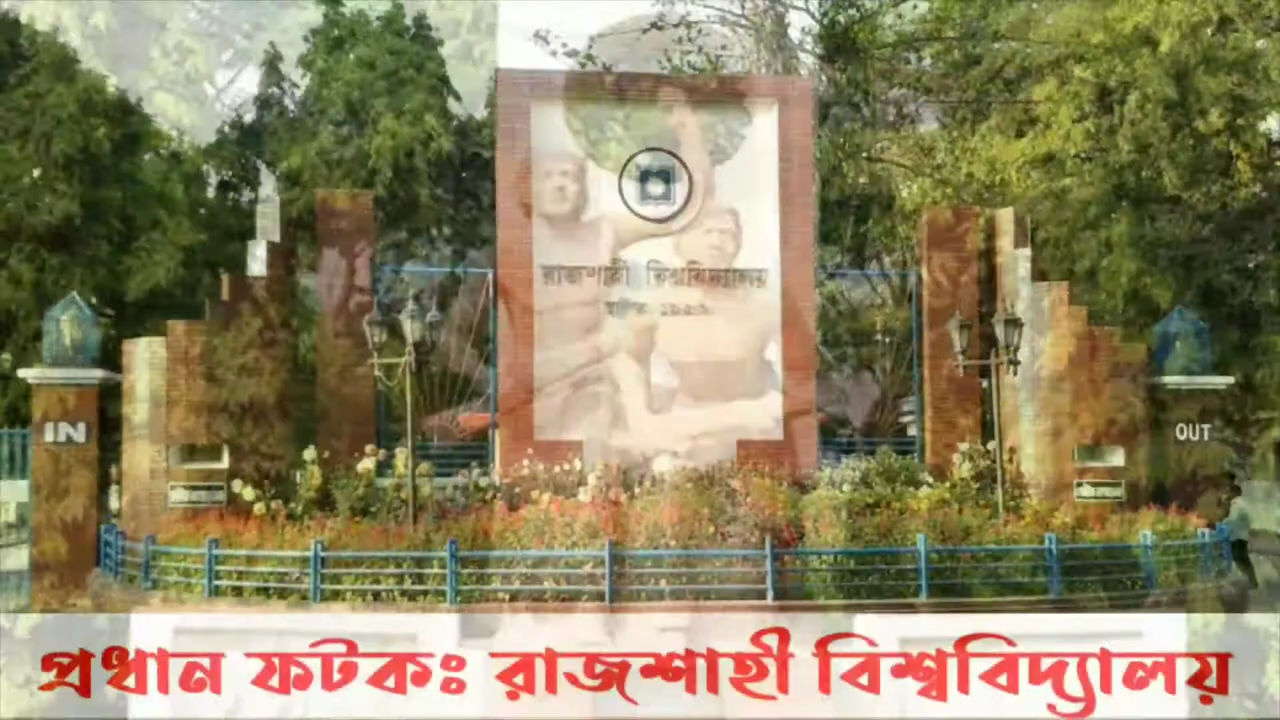 রাজশাহী বিশ্ববিদ্যালয়
IN
OUT
প্রধান ফটকঃ রাজশাহী বিশ্ববিদ্যালয়